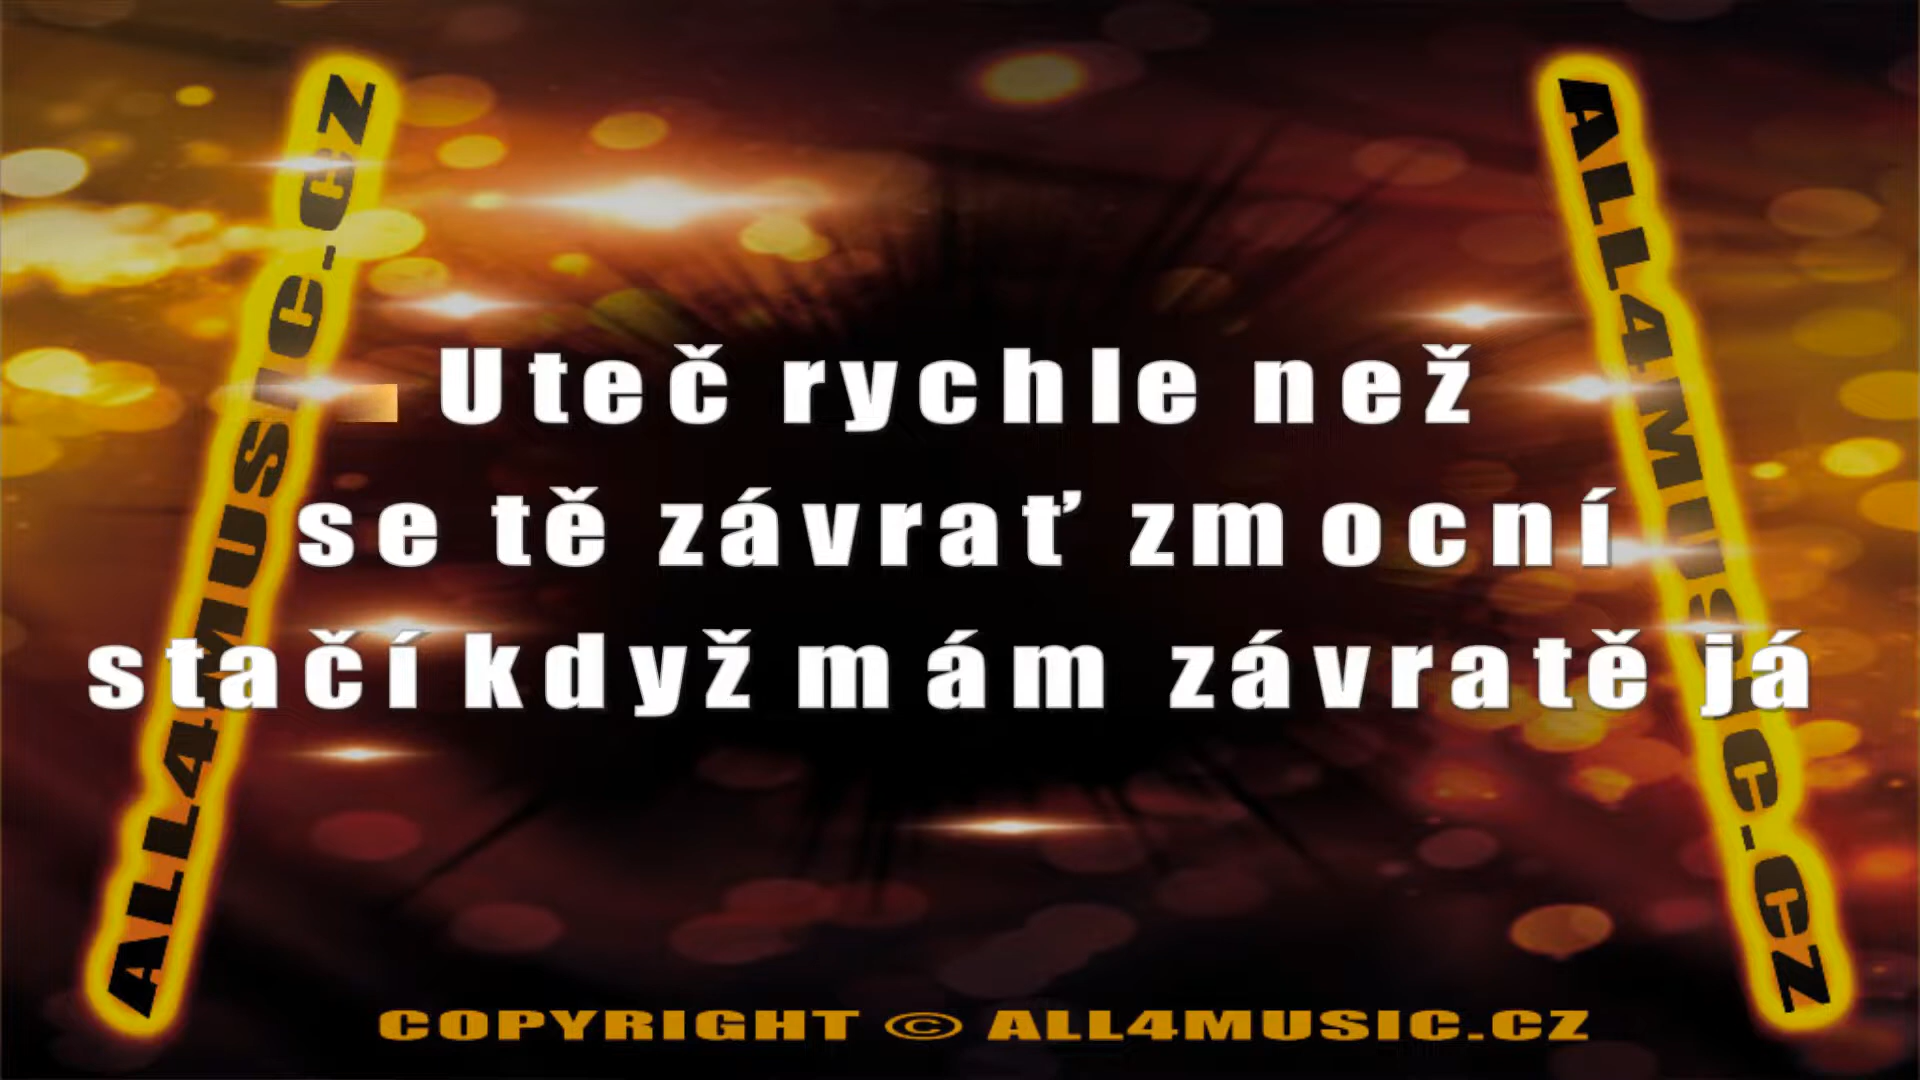 Uteč rychle než
se tě závrať zmocní
stačí když mám závratě já
ALL4MUSIC.CZ
ALL4MUSIC.CZ
COPYRIGHT © ALL4MUSIC.CZ